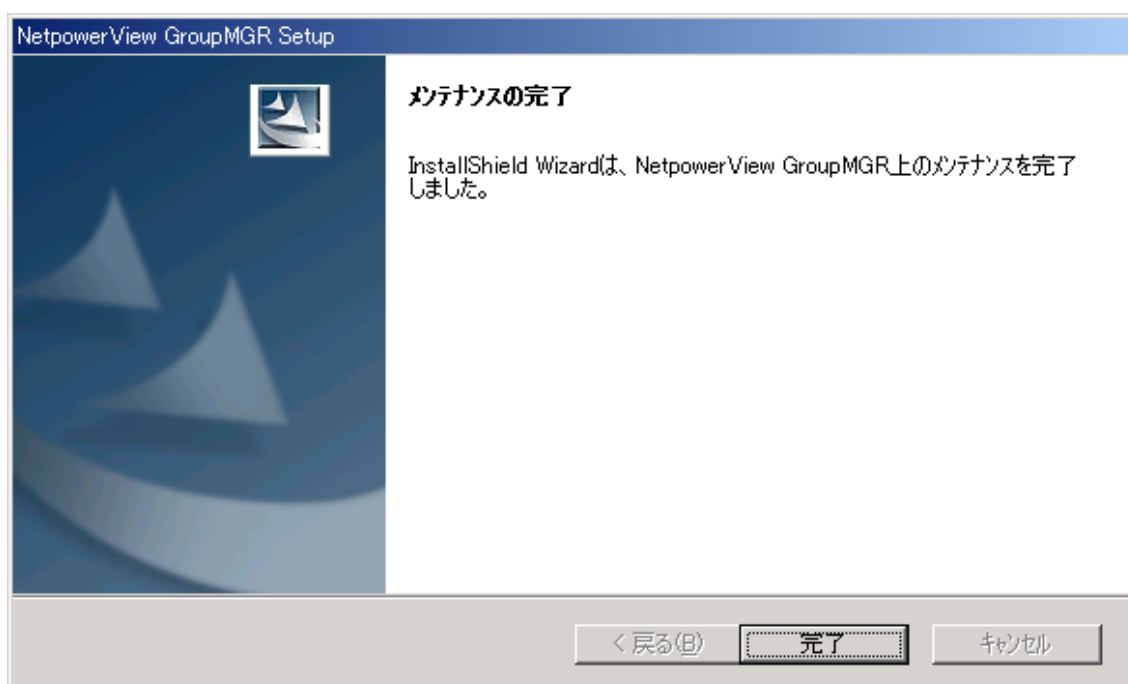 NetpowerView GroupMGR Setup
メンテナンスの完了
InstallShield Wizardは、NetpowerView GroupMGR上のメンテナンスを完了
しました。
< 戻る(B)
完了
キャンセル